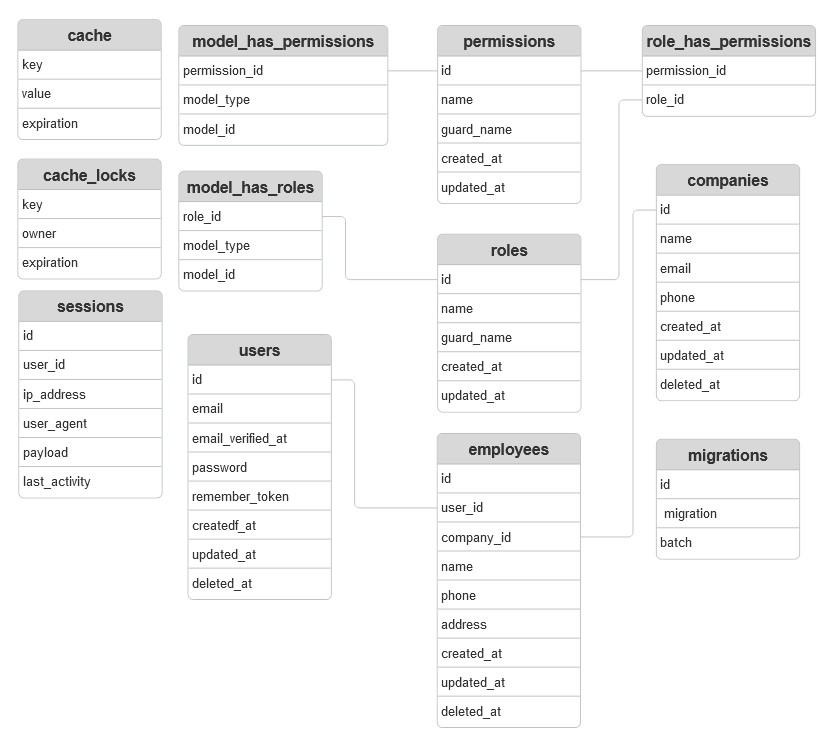 cache
key
value
expiration
model_has_permissions
permission_id
model_type
model_id
permissions
id
name
guard_name
created_at
updated_at
role_has_permissions
permission_id
role_id
cache_locks
key
owner
expiration
model_has_roles
role_id
model_type
model_id
roles
id
name
guard_name
created_at
updated_at
companies
id
name
email
phone
created_at
updated_at
deleted_at
sessions
id
user_id
ip_address
user_agent
payload
last_activity
users
id
email
email_verified_at
password
remember_token
createdf_at
updated_at
deleted_at
employees
id
user_id
company_id
name
phone
address
created_at
updated_at
deleted_at
migrations
id
migration
batch